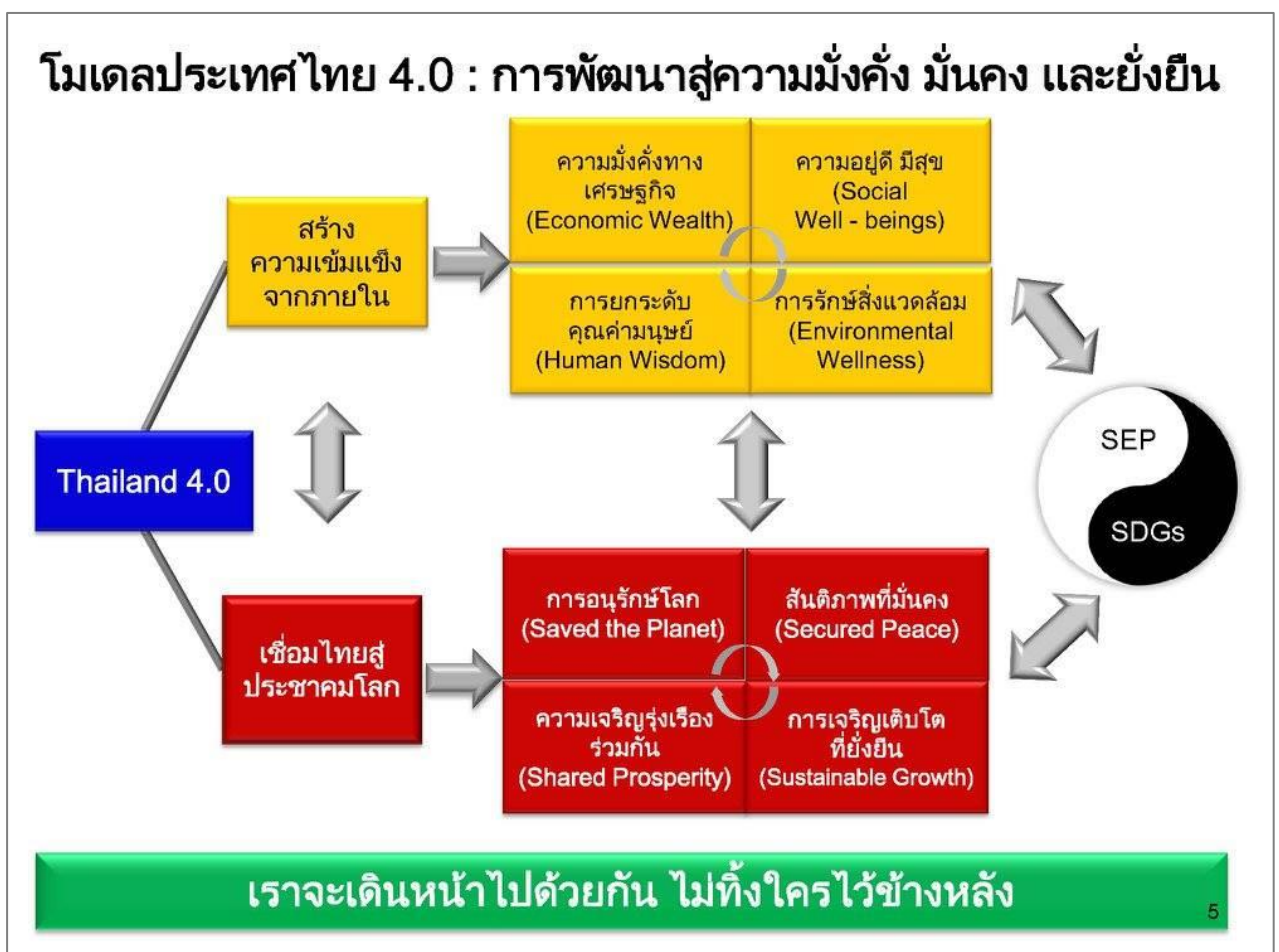 โมเดลประเทศไทย 4.0 : การพัฒนาสู่ความมั่งคั่ง มั่นคง และยั่งยืน
สร้าง
ความเข้มแข็ง
จากภายใน
ความมั่งคั่งทาง
เศรษฐกิจ
(Economic Wealth)
ความอยู่ดี มีสุข
(Social
Well - beings)
การยกระดับ
คุณค่ามนุษย์
(Human Wisdom)
การรักษ์สิ่งแวดล้อม
(Environmental
Wellness)
Thailand 4.0
SEP
SDGs
เชื่อมไทยสู่
ประชาคมโลก
การอนุรักษ์โลก
(Saved the Planet)
สันติภาพที่มั่นคง
(Secured Peace)
ความเจริญรุ่งเรือง
ร่วมกัน
(Shared Prosperity)
การเจริญเติบโต
ที่ยั่งยืน
(Sustainable Growth)
เราจะเดินหน้าไปด้วยกัน ไม่ทิ้งใครไว้ข้างหลัง
5